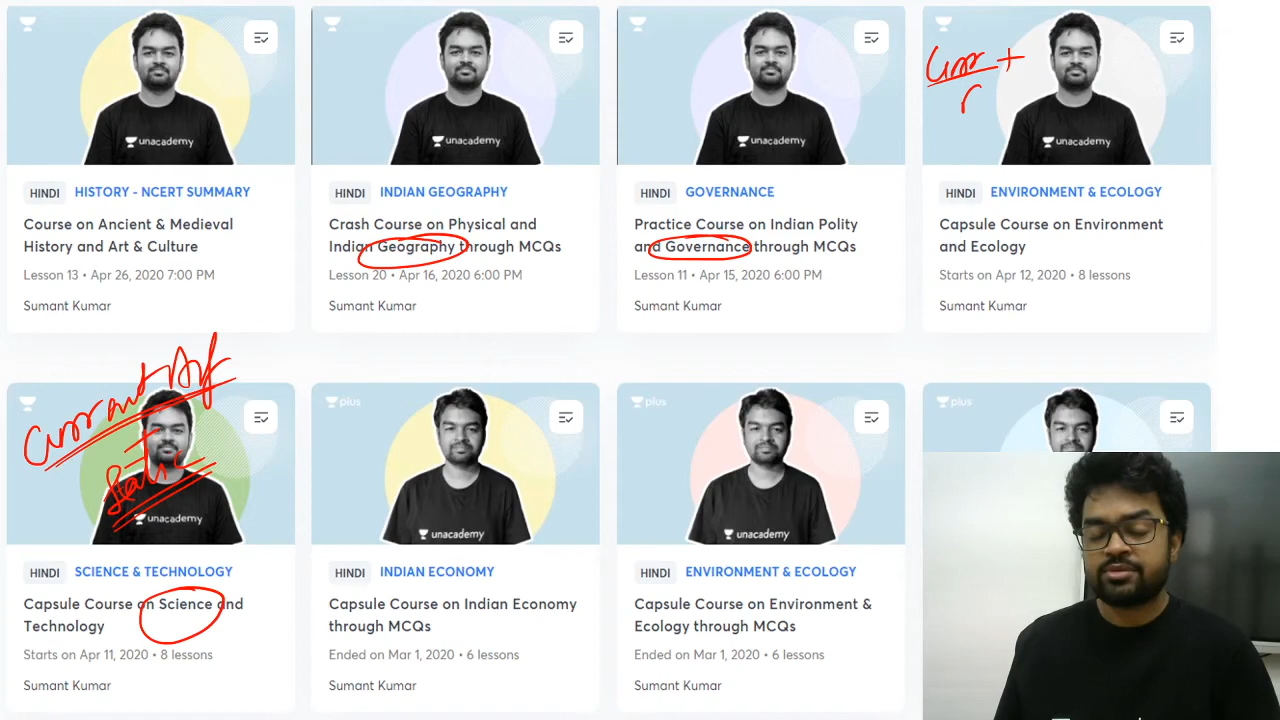 unacademy
HINDI HISTORY - NCERT SUMMARY
Course on Ancient & Medieval
History and Art & Culture
Lesson 13 • Apr 26, 2020 7:00 PM
Sumant Kumar
unacademy
HINDI INDIAN GEOGRAPHY
Crash Course on Physical and
Indian Geography through MCQs
Lesson 20 • Apr 16, 2020 6:00 PM
Sumant Kumar
unacademy
HINDI GOVERNANCE
Practice Course on Indian Polity
and Governance through MCQs
Lesson 11 • Apr 15, 2020 6:00 PM
Sumant Kumar
unacademy
HINDI ENVIRONMENT & ECOLOGY
Capsule Course on Environment
and Ecology
Starts on Apr 12, 2020 • 8 lessons
Sumant Kumar
Currant Af
+
Static
unacademy
HINDI SCIENCE & TECHNOLOGY
Capsule Course on Science and
Technology
Starts on Apr 11, 2020 • 8 lessons
Sumant Kumar
plus
unacademy
HINDI INDIAN ECONOMY
Capsule Course on Indian Economy
through MCQs
Ended on Mar 1, 2020 • 6 lessons
Sumant Kumar
plus
unacademy
HINDI ENVIRONMENT & ECOLOGY
Capsule Course on Environment &
Ecology through MCQs
Ended on Mar 1, 2020 • 6 lessons
Sumant Kumar
plus